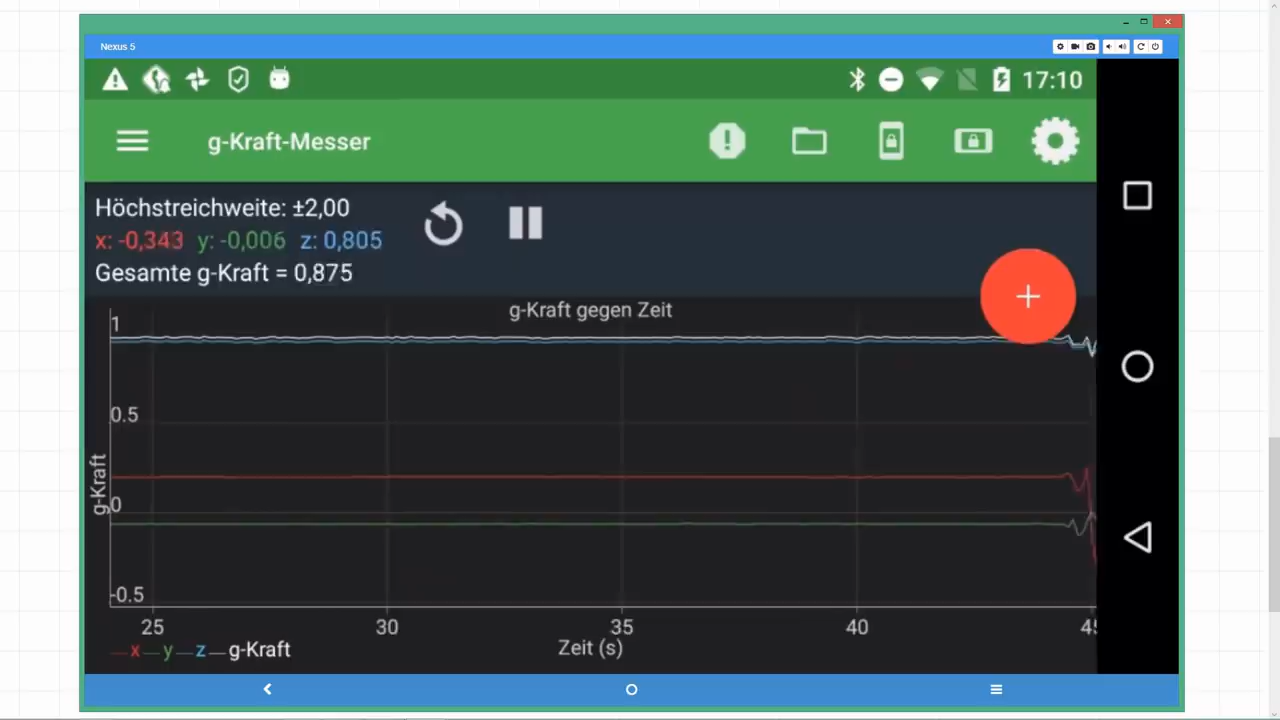 Nexus 5
17:10
g-Kraft-Messer
Höchstreichweite: ±2,00
x: -0,343 y: -0,006 z: 0,805
Gesamte g-Kraft = 0,875
g-Kraft gegen Zeit
1
0.5
0
-0.5
g-Kraft
25 30 35 40 45
Zeit (s)
x y z g-Kraft